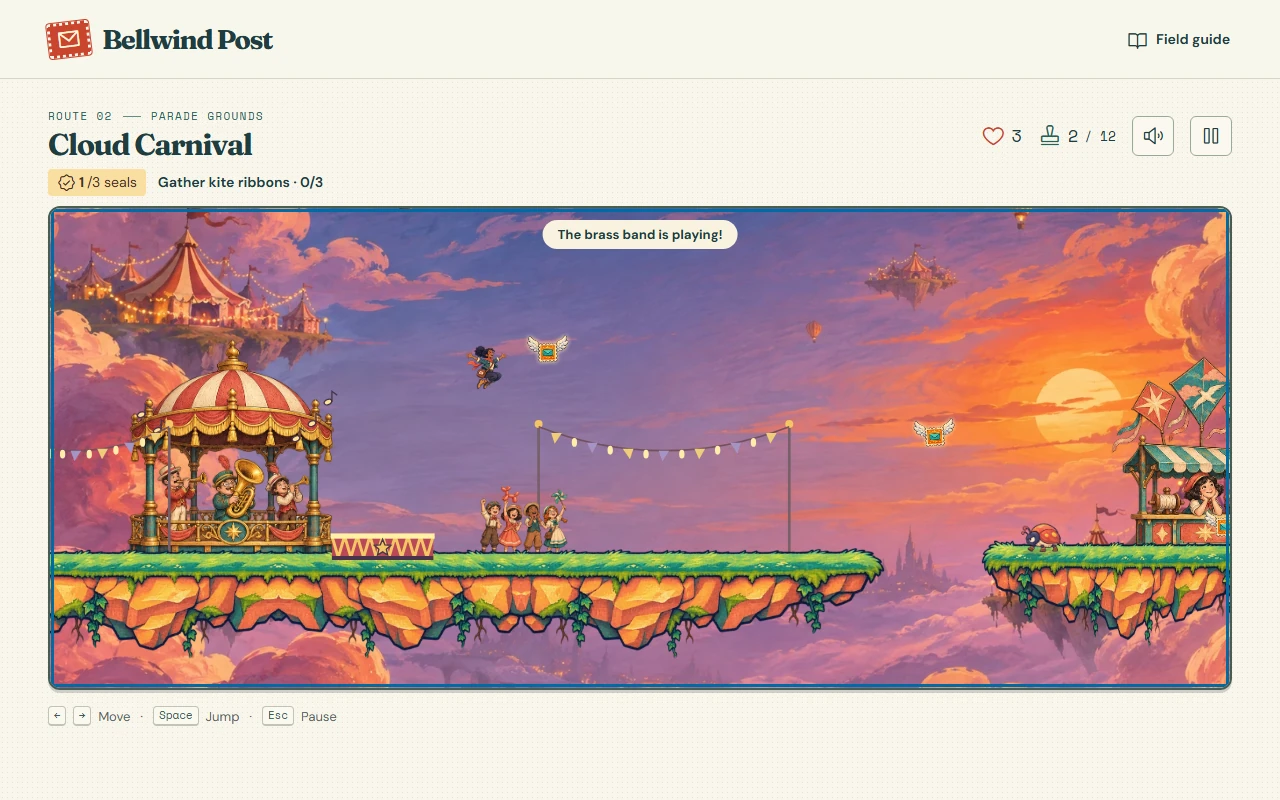 Bellwind Post
Field guide
ROUTE 02 — PARADE GROUNDS
Cloud Carnival
3
2 / 12
1/3 seals
Gather kite ribbons · 0/3
The brass band is playing!
← → Move · Space Jump · Esc Pause